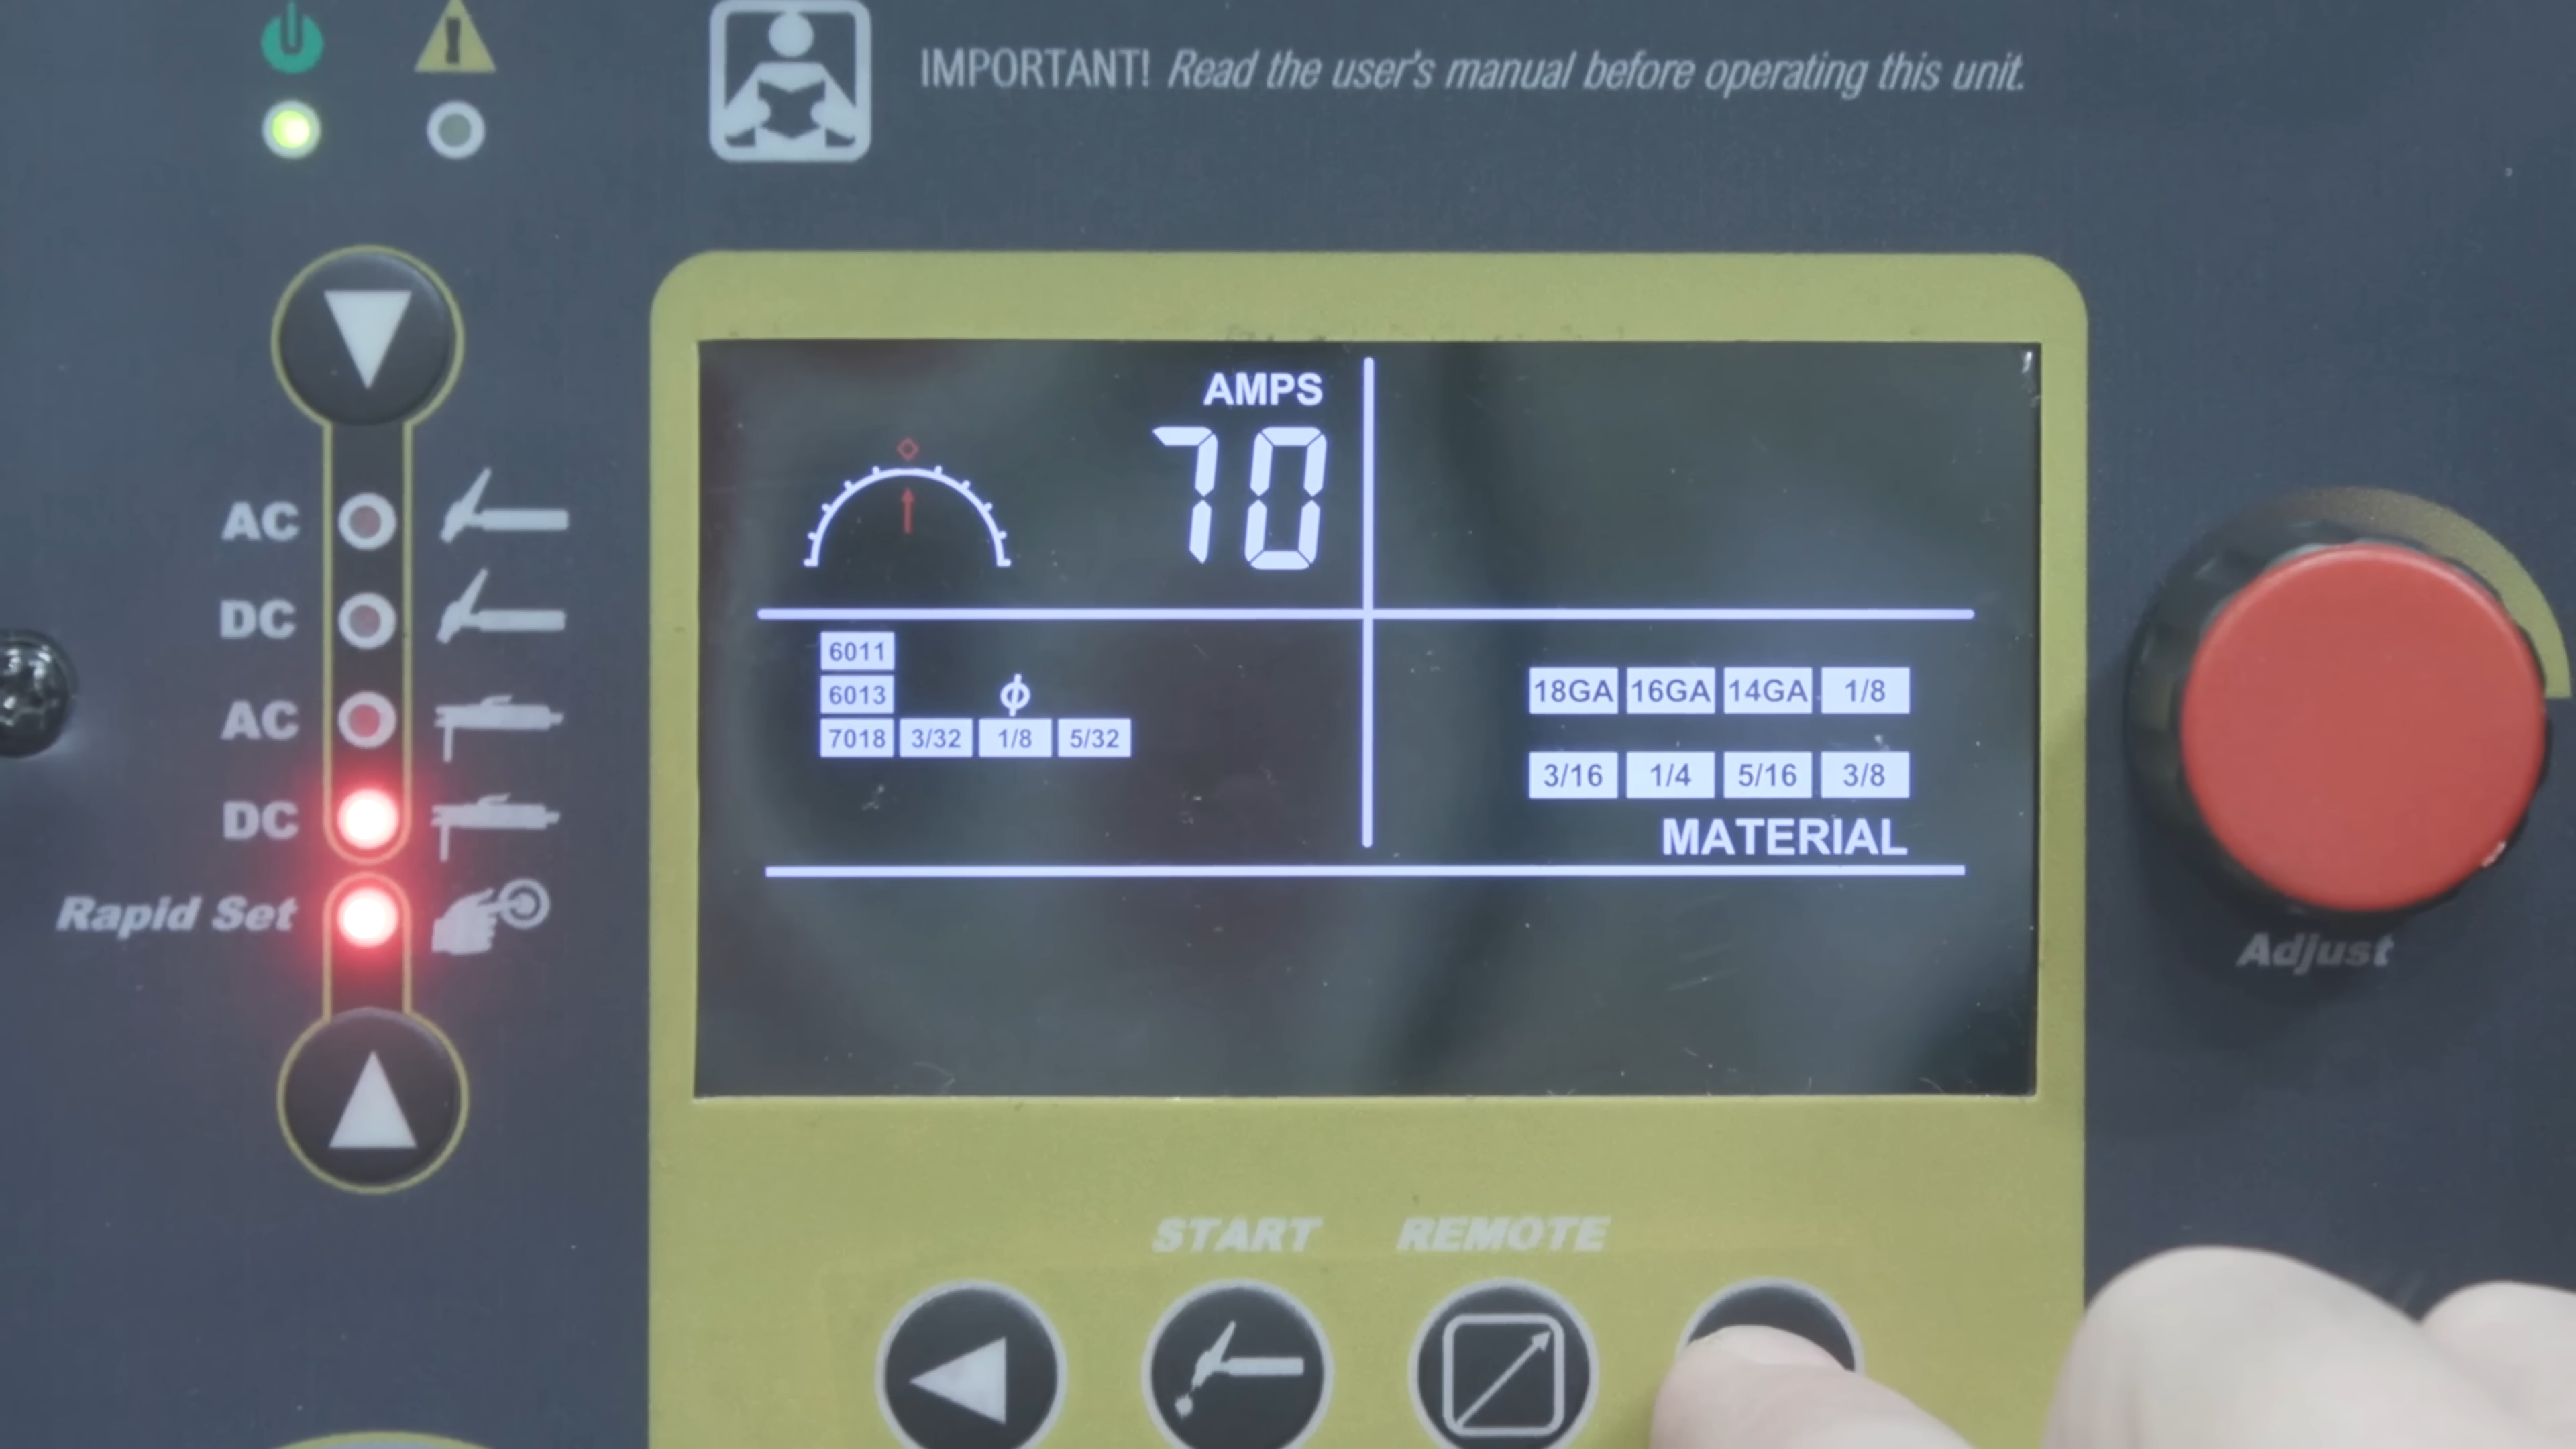 IMPORTANT! Read the user's manual before operating this unit.
AMPS
70
AC
DC
6011
6013 ϕ
7018 3/32 1/8 5/32
18GA 16GA 14GA 1/8
3/16 1/4 5/16 3/8
MATERIAL
AC
DC
Rapid Set
Adjust
START REMOTE